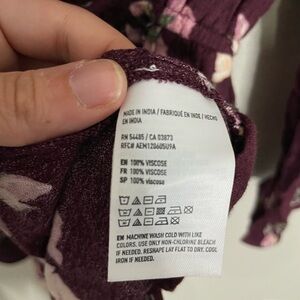 MADE IN INDIA / FABRIQUÉ EN INDE / HECHO
EN INDIA
RN 54485 / CA 03873
RFC# AEM120605U9A
EN 100% VISCOSE
FR 100% VISCOSE
SP 100% viscose
EN MACHINE WASH COLD WITH LIKE
COLORS. USE ONLY NON-CHLORINE BLEACH
IF NEEDED. RESHAPE LAY FLAT TO DRY. COOL
IRON IF NEEDED.